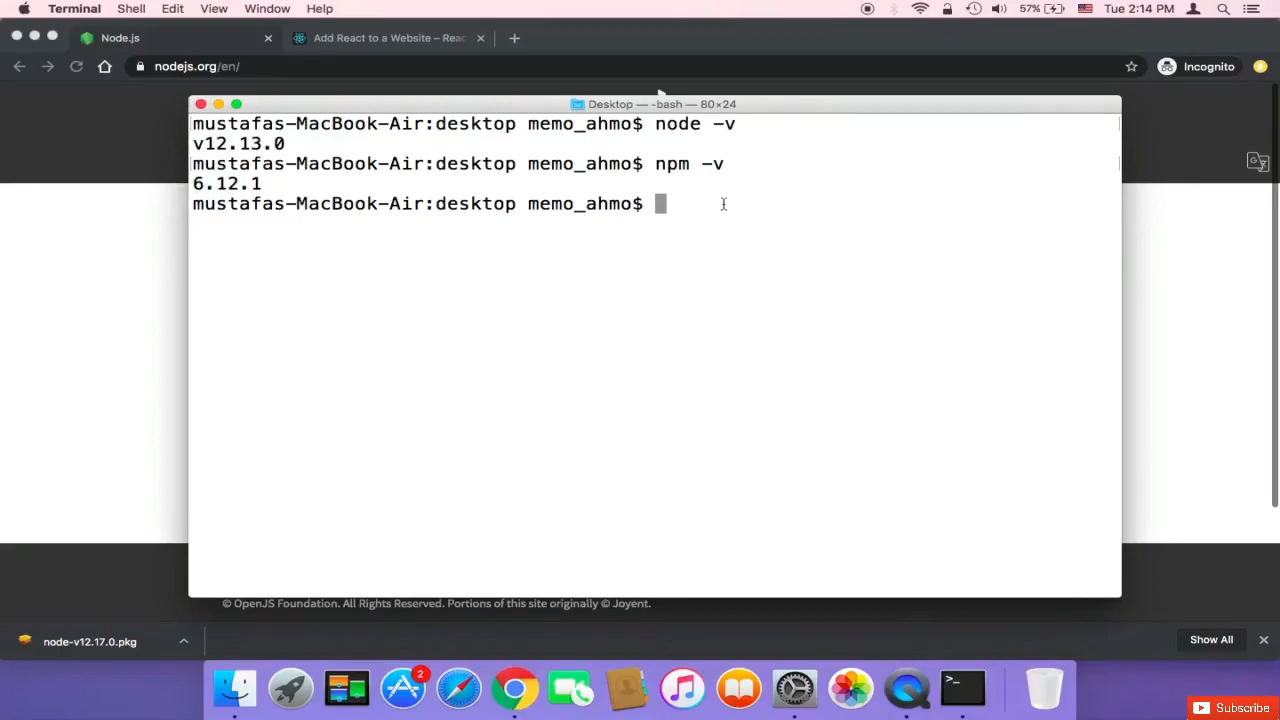 Terminal Shell Edit View Window Help 57% Tue 2:14 PM
Node.js Add React to a Website – Reac
nodejs.org/en/ Incognito
Desktop — -bash — 80×24
mustafas-MacBook-Air:desktop memo_ahmo$ node -v
v12.13.0
mustafas-MacBook-Air:desktop memo_ahmo$ npm -v
6.12.1
mustafas-MacBook-Air:desktop memo_ahmo$
© OpenJS Foundation. All Rights Reserved. Portions of this site originally © Joyent.
node-v12.17.0.pkg Show All
2
>_
Subscribe